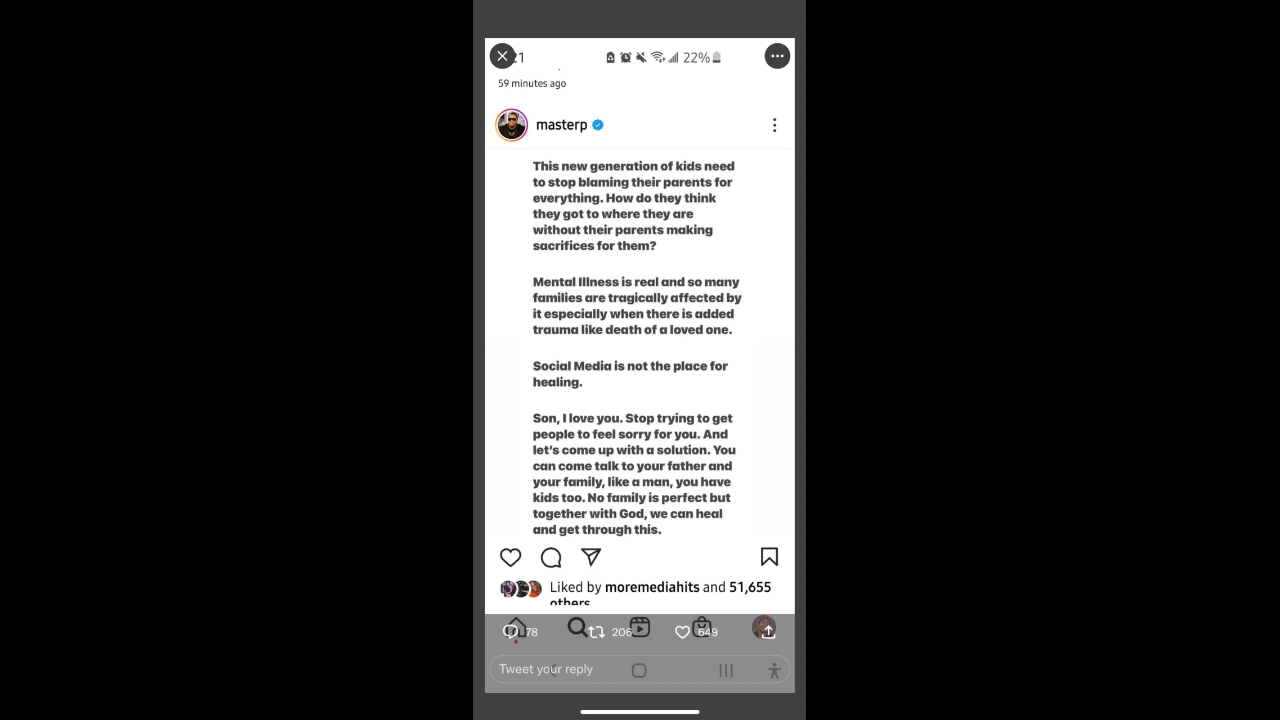 21
22%
59 minutes ago
masterp
This new generation of kids need
to stop blaming their parents for
everything. How do they think
they got to where they are
without their parents making
sacrifices for them?
Mental Illness is real and so many
families are tragically affected by
it especially when there is added
trauma like death of a loved one.
Social Media is not the place for
healing.
Son, I love you. Stop trying to get
people to feel sorry for you. And
let's come up with a solution. You
can come talk to your father and
your family, like a man, you have
kids too. No family is perfect but
together with God, we can heal
and get through this.
Liked by moremediahits and 51,655
others
78 206 649
Tweet your reply